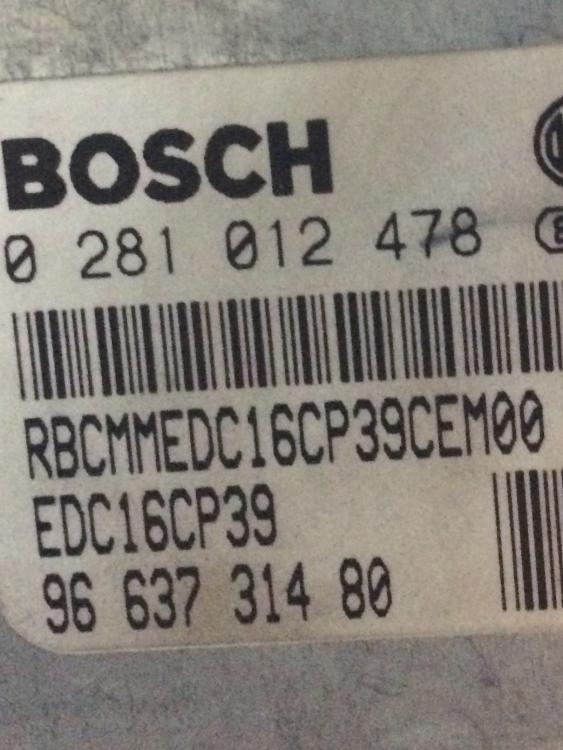 BOSCH
0 281 012 478
RBCMMEDC16CP39CEM00
EDC16CP39
96 637 314 80